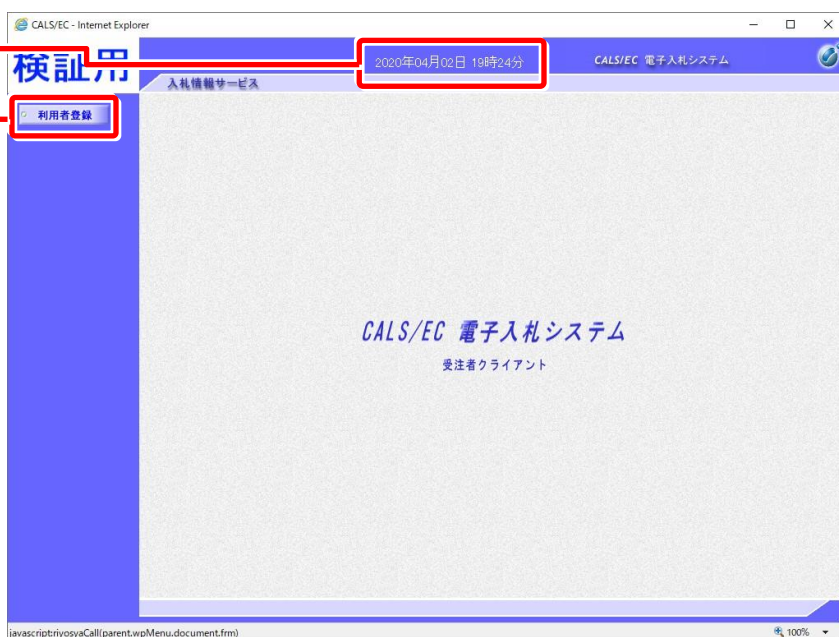 CALS/EC - Internet Explorer
検証用
2020年04月02日 19時24分
CALS/EC 電子入札システム
入札情報サービス
利用者登録
CALS/EC 電子入札システム
受注者クライアント
javascript:riyosyaCall(parent.wpMenu.document.frm)
100%